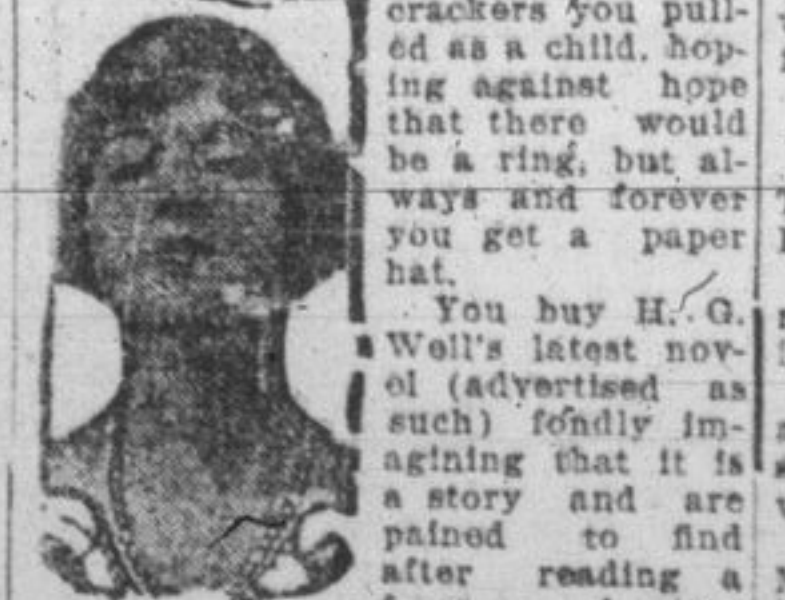 crackers you pull-
ed as a child, hop-
ing against hope
that there would
be a ring, but al-
ways and forever
you get a paper
hat.
You buy H. G.
Well's latest nov-
el (advertised as
such) fondly im-
agining that it is
a story and are
pained to find
after reading a